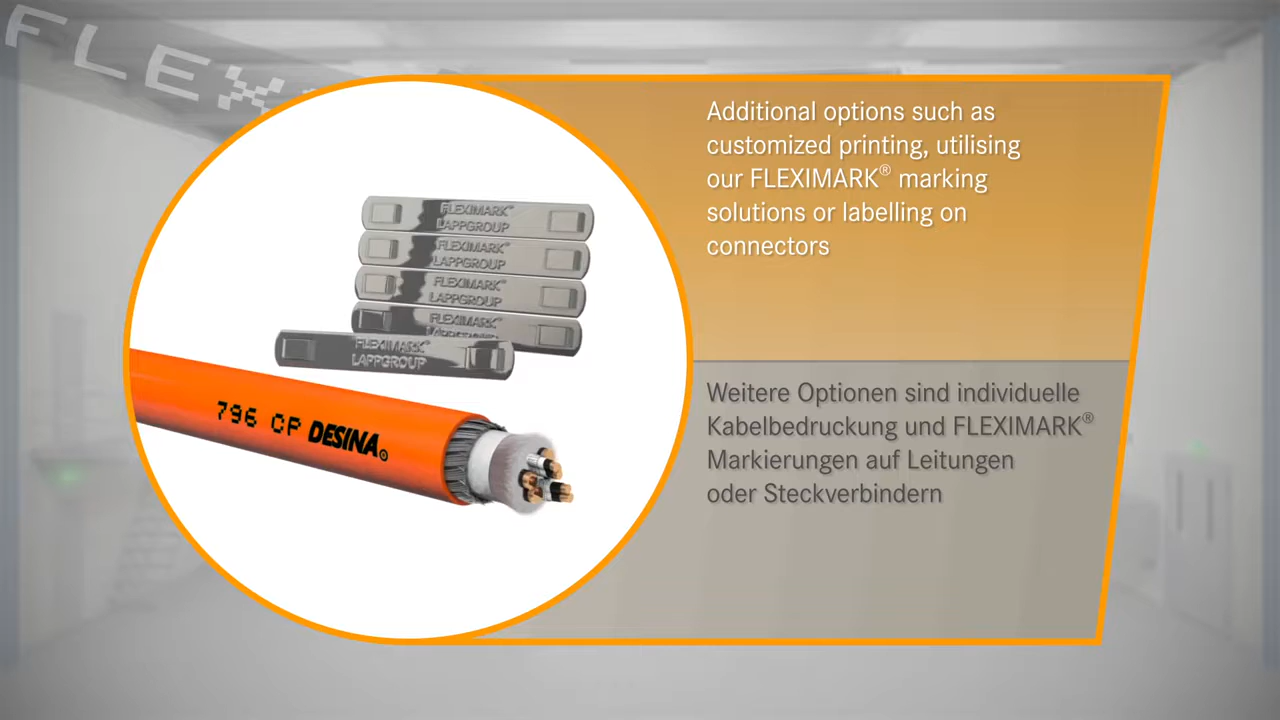 FLEX
FLEXIMARK®
LAPPGROUP
FLEXIMARK®
LAPPGROUP
FLEXIMARK®
LAPPGROUP
FLEXIMARK®
FLEXIMARK®
LAPPGROUP
796 CP DESINA®
Additional options such as
customized printing, utilising
our FLEXIMARK® marking
solutions or labelling on
connectors
Weitere Optionen sind individuelle
Kabelbedruckung und FLEXIMARK®
Markierungen auf Leitungen
oder Steckverbindern